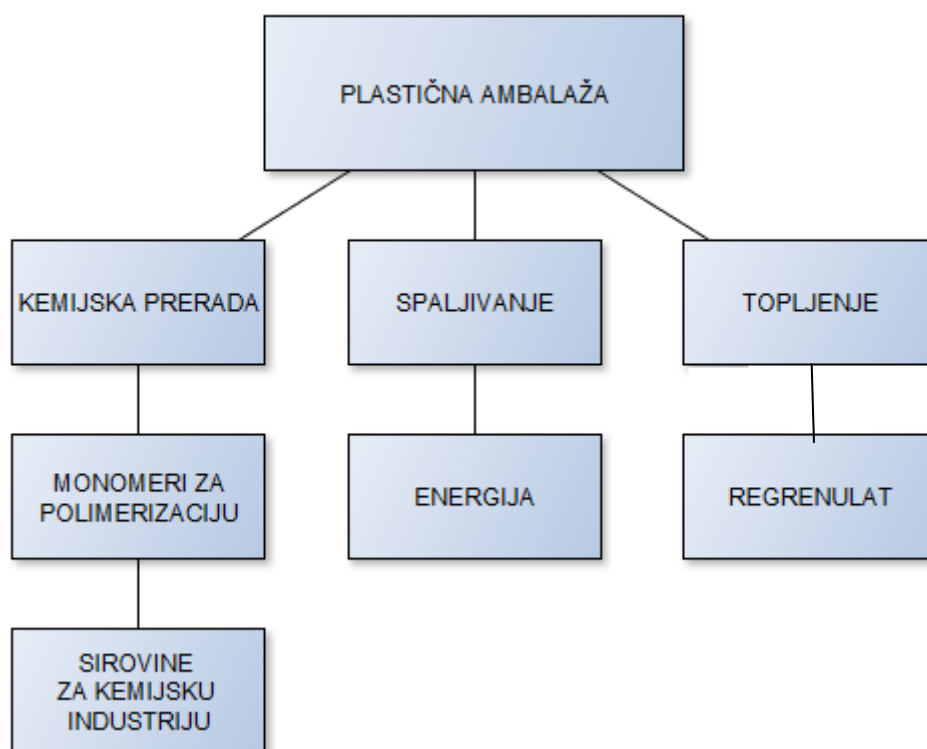 PLASTIČNA AMBALAŽA
KEMIJSKA PRERADA
SPALJIVANJE
TOPLJENJE
MONOMERI ZA
POLIMERIZACIJU
ENERGIJA
REGRENULAT
SIROVINE
ZA KEMIJSKU
INDUSTRIJU